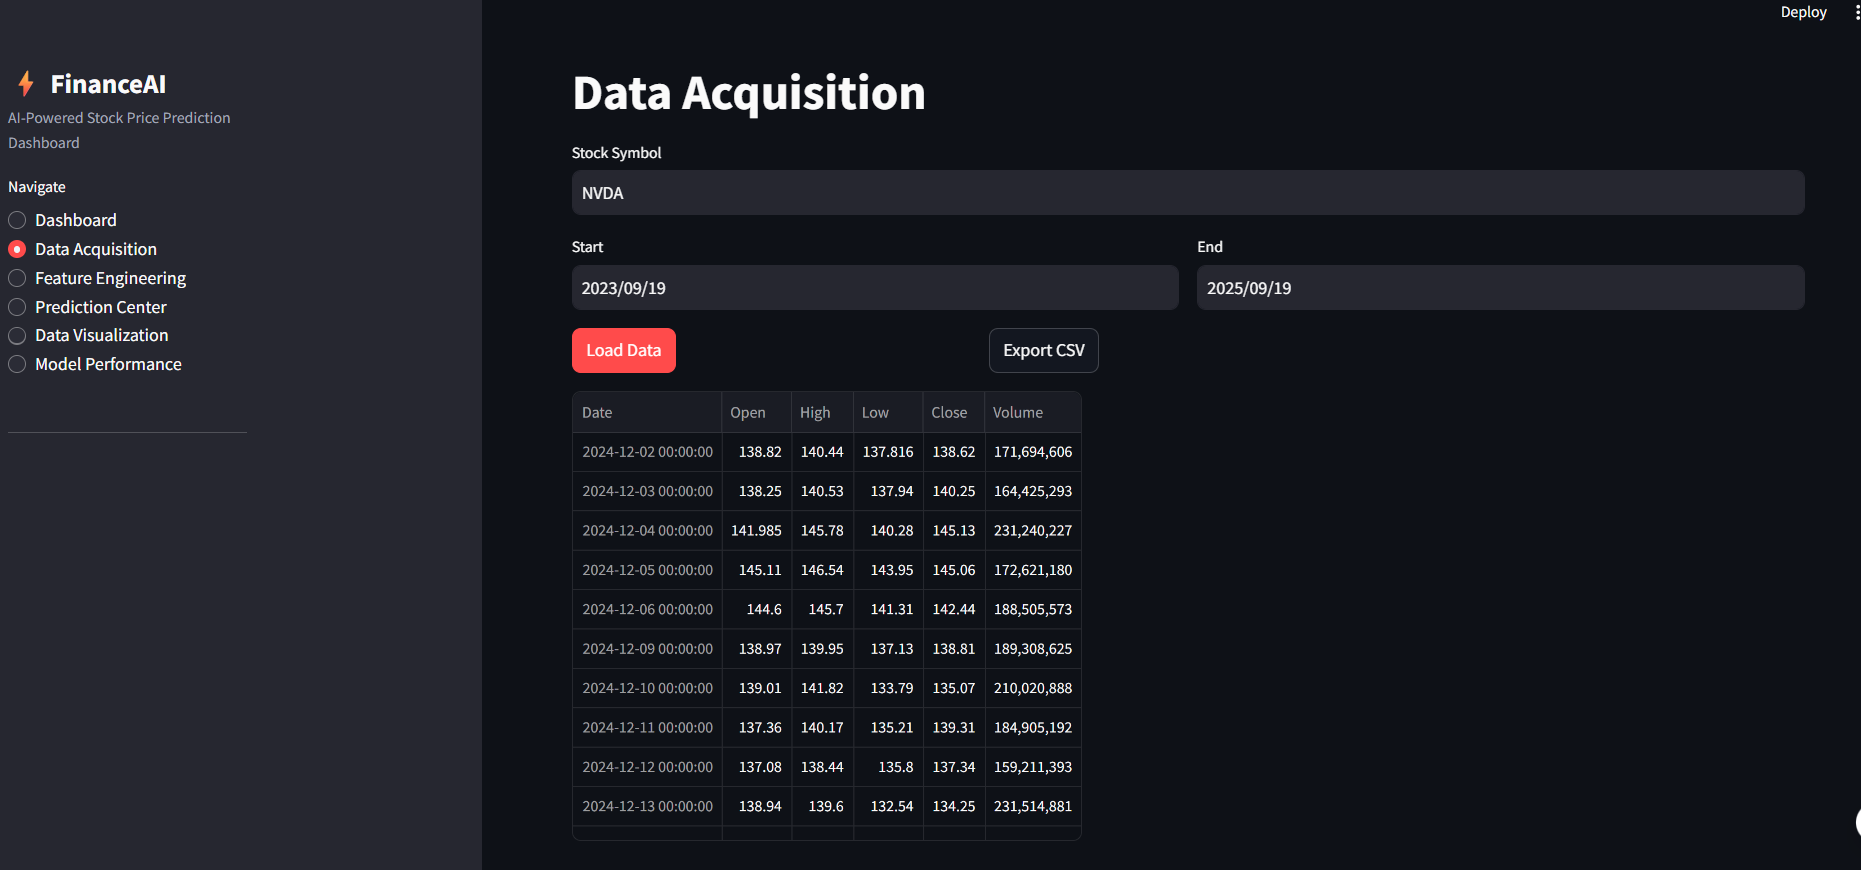 Deploy
FinanceAI
AI-Powered Stock Price Prediction
Dashboard
Navigate
Dashboard
Data Acquisition
Feature Engineering
Prediction Center
Data Visualization
Model Performance
Data Acquisition
Stock Symbol
NVDA
Start End
2023/09/19 2025/09/19
Load Data Export CSV
Date Open High Low Close Volume
2024-12-02 00:00:00 138.82 140.44 137.816 138.62 171,694,606
2024-12-03 00:00:00 138.25 140.53 137.94 140.25 164,425,293
2024-12-04 00:00:00 141.985 145.78 140.28 145.13 231,240,227
2024-12-05 00:00:00 145.11 146.54 143.95 145.06 172,621,180
2024-12-06 00:00:00 144.6 145.7 141.31 142.44 188,505,573
2024-12-09 00:00:00 138.97 139.95 137.13 138.81 189,308,625
2024-12-10 00:00:00 139.01 141.82 133.79 135.07 210,020,888
2024-12-11 00:00:00 137.36 140.17 135.21 139.31 184,905,192
2024-12-12 00:00:00 137.08 138.44 135.8 137.34 159,211,393
2024-12-13 00:00:00 138.94 139.6 132.54 134.25 231,514,881